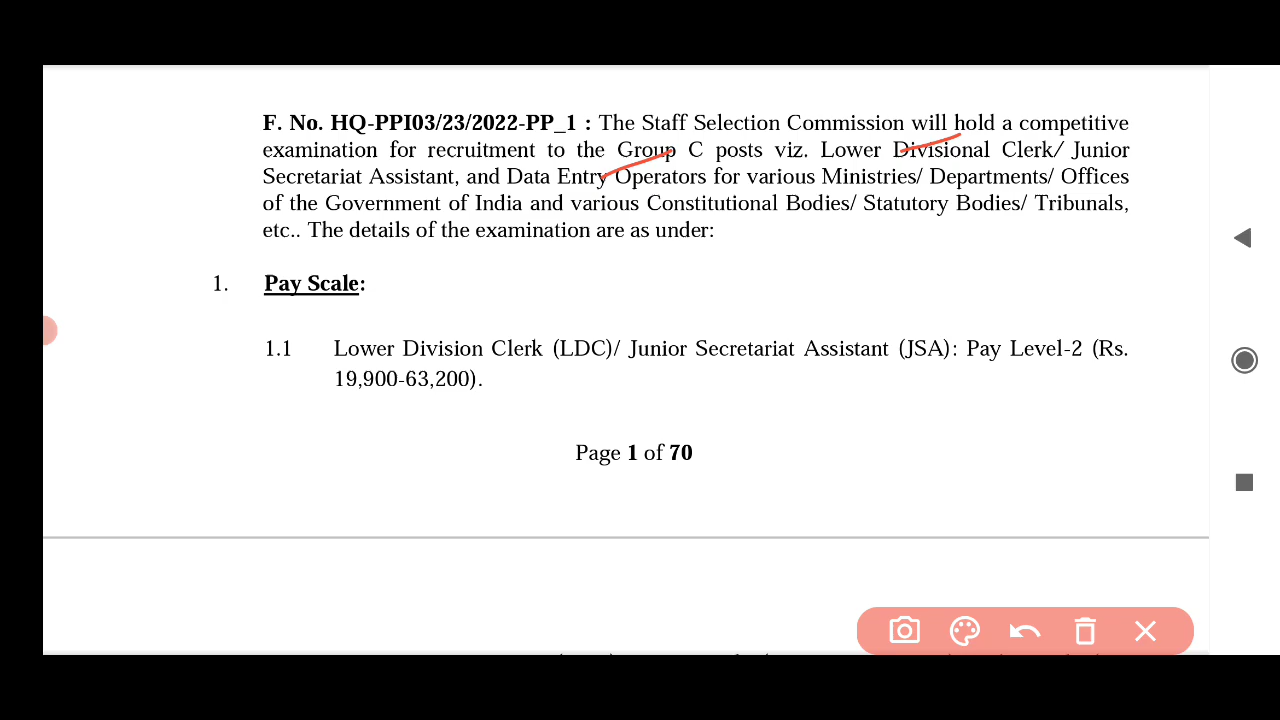 F. No. HQ-PPI03/23/2022-PP_1 : The Staff Selection Commission will hold a competitive
examination for recruitment to the Group C posts viz. Lower Divisional Clerk/ Junior
Secretariat Assistant, and Data Entry Operators for various Ministries/ Departments/ Offices
of the Government of India and various Constitutional Bodies/ Statutory Bodies/ Tribunals,
etc.. The details of the examination are as under:
1. Pay Scale:
1.1 Lower Division Clerk (LDC)/ Junior Secretariat Assistant (JSA): Pay Level-2 (Rs.
19,900-63,200).
Page 1 of 70